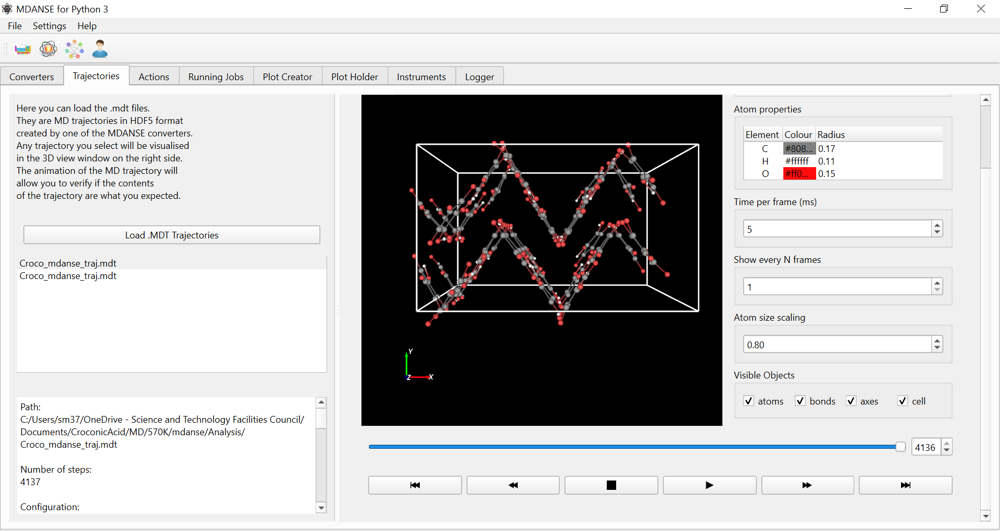 MDANSE for Python 3
File Settings Help
Converters Trajectories Actions Running Jobs Plot Creator Plot Holder Instruments Logger
Here you can load the .mdt files.
They are MD trajectories in HDF5 format
created by one of the MDANSE converters.
Any trajectory you select will be visualised
in the 3D view window on the right side.
The animation of the MD trajectory will
allow you to verify if the contents
of the trajectory are what you expected.
Load .MDT Trajectories
Croco_mdanse_traj.mdt
Croco_mdanse_traj.mdt
Path:
C:/Users/sm37/OneDrive - Science and Technology Facilities Council/
Documents/CroconicAcid/MD/570K/mdanse/Analysis/
Croco_mdanse_traj.mdt
Number of steps:
4137
Configuration:
Y
Z X
Atom properties
Element Colour Radius
C #808... 0.17
H #ffffff 0.11
O #ff0... 0.15
Time per frame (ms)
5
Show every N frames
1
Atom size scaling
0.80
Visible Objects
atoms bonds axes cell
4136